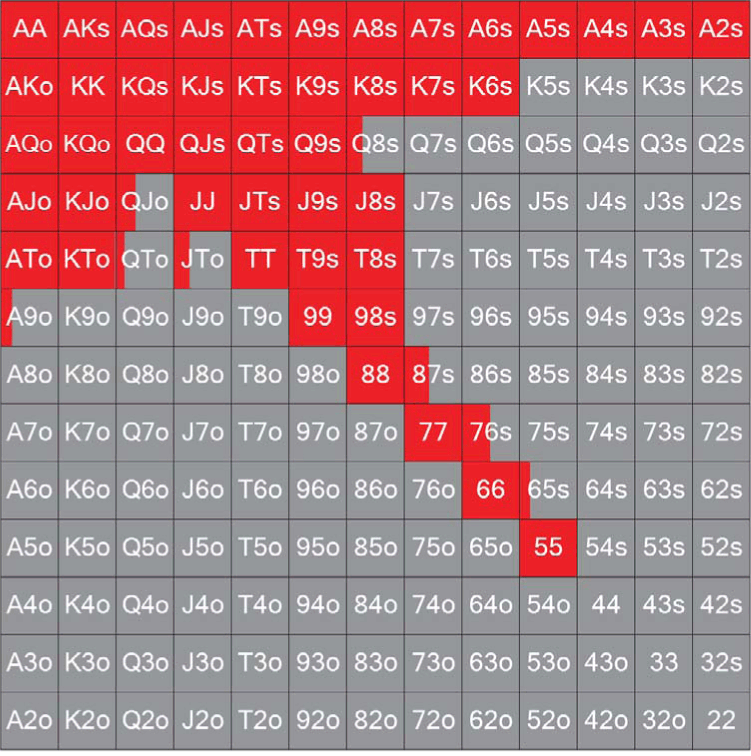 AA AKs AQs AJs ATs A9s A8s A7s A6s A5s A4s A3s A2s
AKo KK KQs KJs KTs K9s K8s K7s K6s K5s K4s K3s K2s
AQo KQo QQ QJs QTs Q9s Q8s Q7s Q6s Q5s Q4s Q3s Q2s
AJo KJo QJo JJ JTs J9s J8s J7s J6s J5s J4s J3s J2s
ATo KTo QTo JTo TT T9s T8s T7s T6s T5s T4s T3s T2s
A9o K9o Q9o J9o T9o 99 98s 97s 96s 95s 94s 93s 92s
A8o K8o Q8o J8o T8o 98o 88 87s 86s 85s 84s 83s 82s
A7o K7o Q7o J7o T7o 97o 87o 77 76s 75s 74s 73s 72s
A6o K6o Q6o J6o T6o 96o 86o 76o 66 65s 64s 63s 62s
A5o K5o Q5o J5o T5o 95o 85o 75o 65o 55 54s 53s 52s
A4o K4o Q4o J4o T4o 94o 84o 74o 64o 54o 44 43s 42s
A3o K3o Q3o J3o T3o 93o 83o 73o 63o 53o 43o 33 32s
A2o K2o Q2o J2o T2o 92o 82o 72o 62o 52o 42o 32o 22